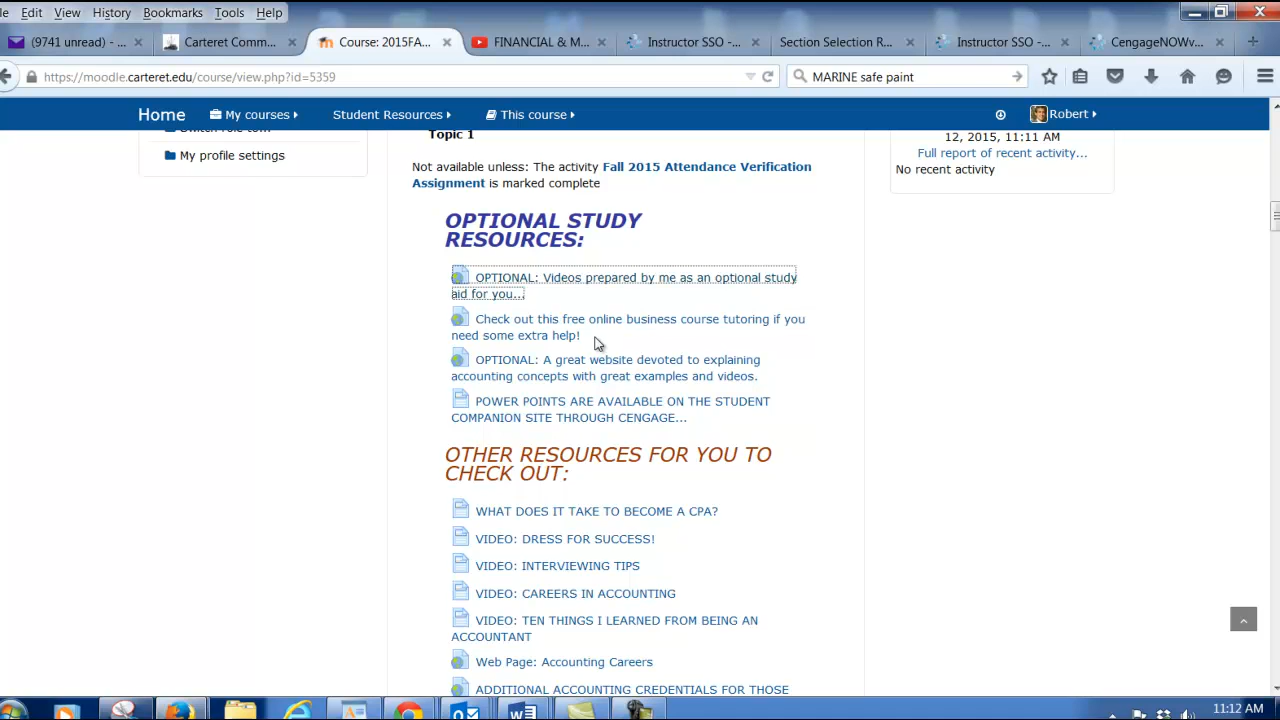 Edit View History Bookmarks Tools Help
(9741 unread) - ... Carteret Comm... Course: 2015FA... FINANCIAL & M... Instructor SSO - ... Section Selection R... Instructor SSO - ... CengageNOWv...
https://moodle.carteret.edu/course/view.php?id=5359 MARINE safe paint
Home My courses Student Resources This course Robert
My profile settings
Topic 1
Not available unless: The activity Fall 2015 Attendance Verification
Assignment is marked complete
OPTIONAL STUDY
RESOURCES:
OPTIONAL: Videos prepared by me as an optional study
aid for you...
Check out this free online business course tutoring if you
need some extra help!
OPTIONAL: A great website devoted to explaining
accounting concepts with great examples and videos.
POWER POINTS ARE AVAILABLE ON THE STUDENT
COMPANION SITE THROUGH CENGAGE...
OTHER RESOURCES FOR YOU TO
CHECK OUT:
WHAT DOES IT TAKE TO BECOME A CPA?
VIDEO: DRESS FOR SUCCESS!
VIDEO: INTERVIEWING TIPS
VIDEO: CAREERS IN ACCOUNTING
VIDEO: TEN THINGS I LEARNED FROM BEING AN
ACCOUNTANT
Web Page: Accounting Careers
ADDITIONAL ACCOUNTING CREDENTIALS FOR THOSE
12, 2015, 11:11 AM
Full report of recent activity...
No recent activity
11:12 AM